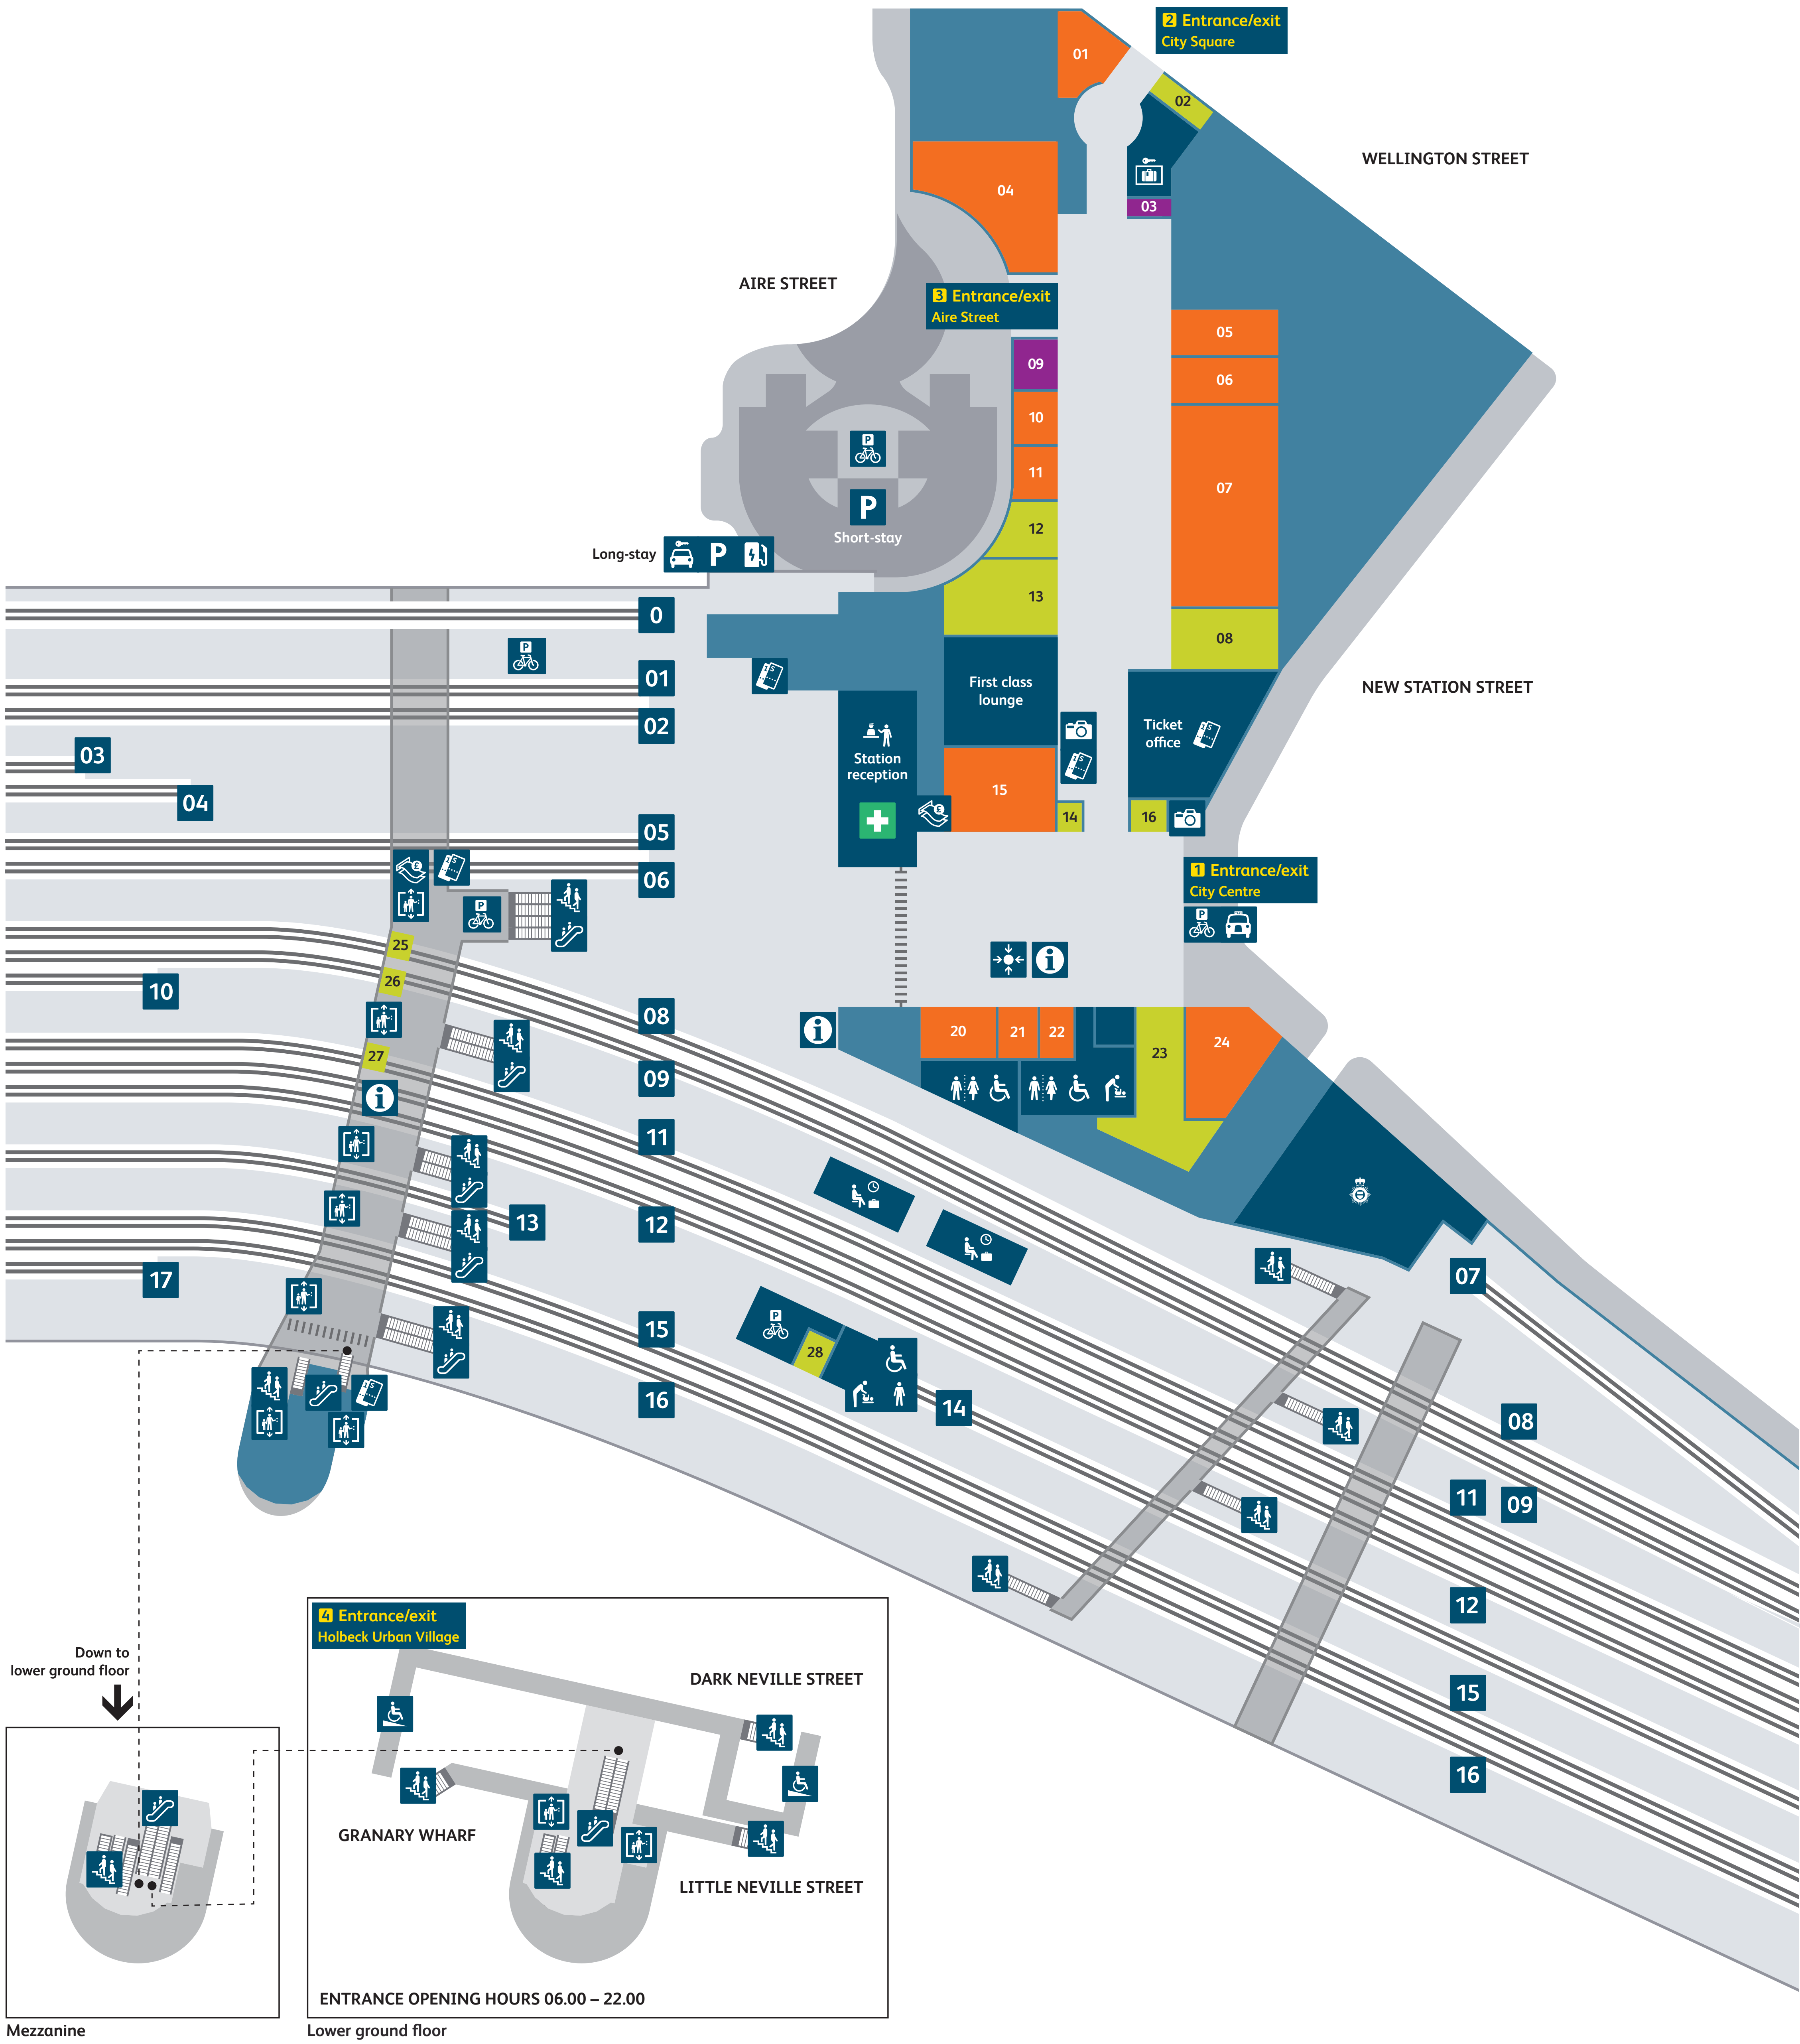 2 Entrance/exit
City Square
01
02
WELLINGTON STREET
03
04
AIRE STREET
3 Entrance/exit
Aire Street
05
09
06
10
11
P
07
P
12
Short-stay
Long-stay
P
13
0
P
08
01
First class
lounge
NEW STATION STREET
02
Ticket
office
03
Station
reception
15
04
14
16
05
06
1 Entrance/exit
City Centre
P
P
25
26
10
08
20
21
22
23
24
27
09
11
12
13
17
07
15
P
28
16
14
08
11
09
12
4 Entrance/exit
Holbeck Urban Village
Down to
lower ground floor
DARK NEVILLE STREET
15
16
GRANARY WHARF
LITTLE NEVILLE STREET
ENTRANCE OPENING HOURS 06.00 – 22.00
Mezzanine
Lower ground floor